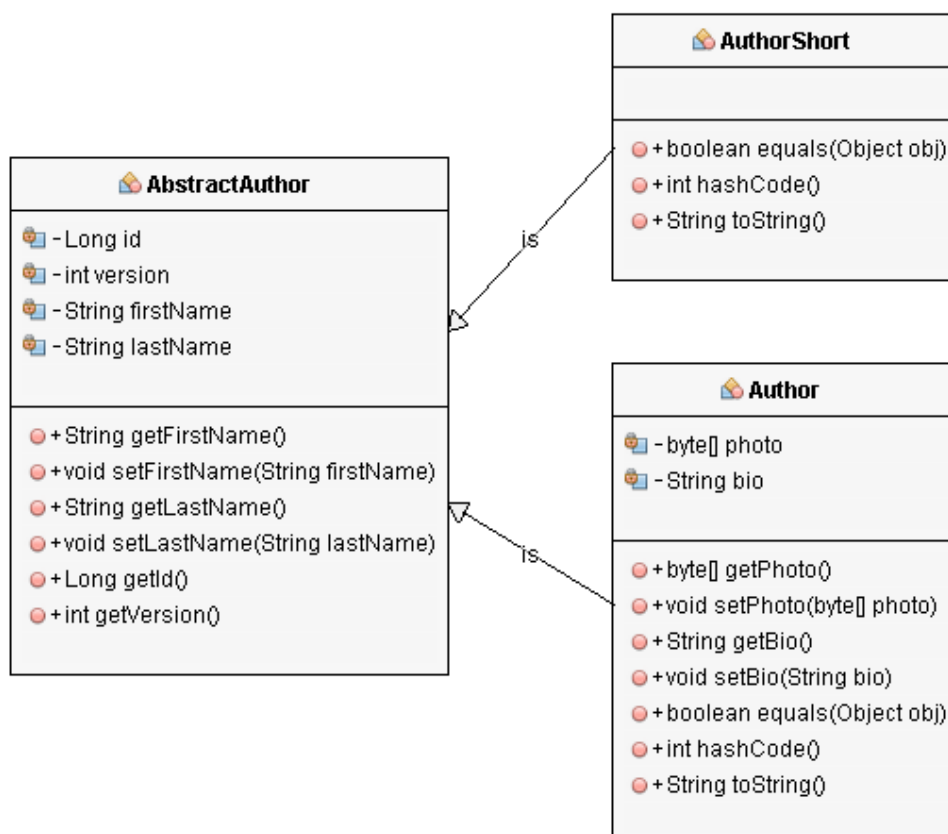 AuthorShort
+boolean equals(Object obj)
+int hashCode()
+String toString()
AbstractAuthor
-Long id
-int version
-String firstName
-String lastName
+String getFirstName()
+void setFirstName(String firstName)
+String getLastName()
+void setLastName(String lastName)
+Long getId()
+int getVersion()
is
is
Author
-byte[] photo
-String bio
+byte[] getPhoto()
+void setPhoto(byte[] photo)
+String getBio()
+void setBio(String bio)
+boolean equals(Object obj)
+int hashCode()
+String toString()